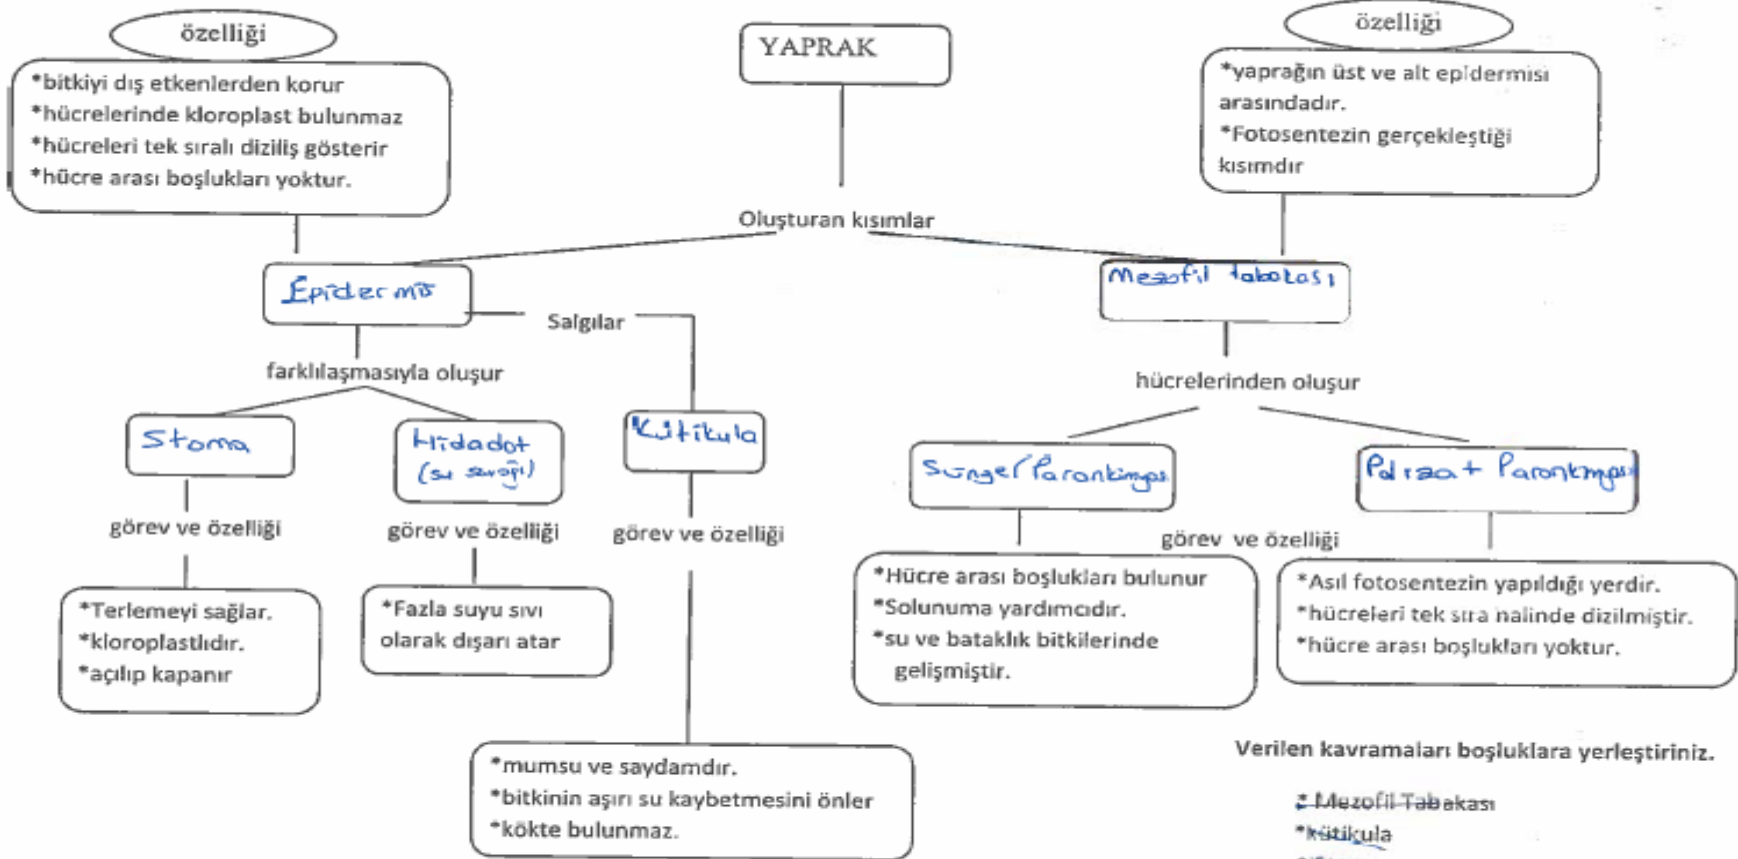 özelliği
YAPRAK
özelliği
*bitkiyi dış etkenlerden korur
*hücrelerinde kloroplast bulunmaz
*hücreleri tek sıralı diziliş gösterir
*hücre arası boşlukları yoktur.
*yaprağın üst ve alt epidermisi
arasındadır.
*Fotosentezin gerçekleştiği
kısımdır
Oluşturan kısımlar
Epidermis
Mezofil tabakası
Salgılar
farklılaşmasıyla oluşur
hücrelerinden oluşur
Stoma
Hidadot
(su savağı)
Kütikula
Sünger Parankiması
Palizat Parankiması
görev ve özelliği
görev ve özelliği
görev ve özelliği
görev ve özelliği
*Terlemeyi sağlar.
*kloroplastlıdır.
*açılıp kapanır
*Fazla suyu sıvı
olarak dışarı atar
*Hücre arası boşlukları bulunur
*Solunuma yardımcıdır.
*su ve bataklık bitkilerinde
gelişmiştir.
*Asıl fotosentezin yapıldığı yerdir.
*hücreleri tek sıra halinde dizilmiştir.
*hücre arası boşlukları yoktur.
*mumsu ve saydamdır.
*bitkinin aşırı su kaybetmesini önler
*kökte bulunmaz.
Verilen kavramaları boşluklara yerleştiriniz.
* Mezofil Tabakası
*kütikula